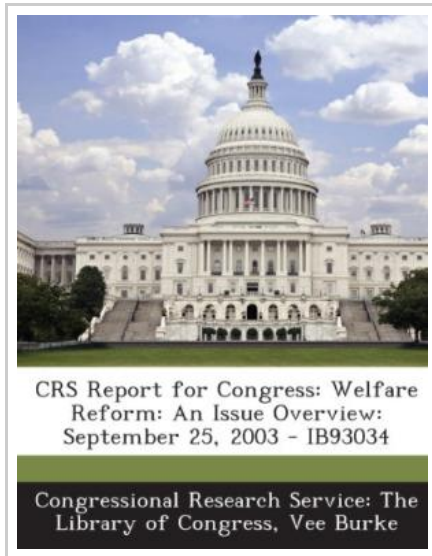 CRS Report for Congress: Welfare
Reform: An Issue Overview:
September 25, 2003 - IB93034
Congressional Research Service: The
Library of Congress, Vee Burke